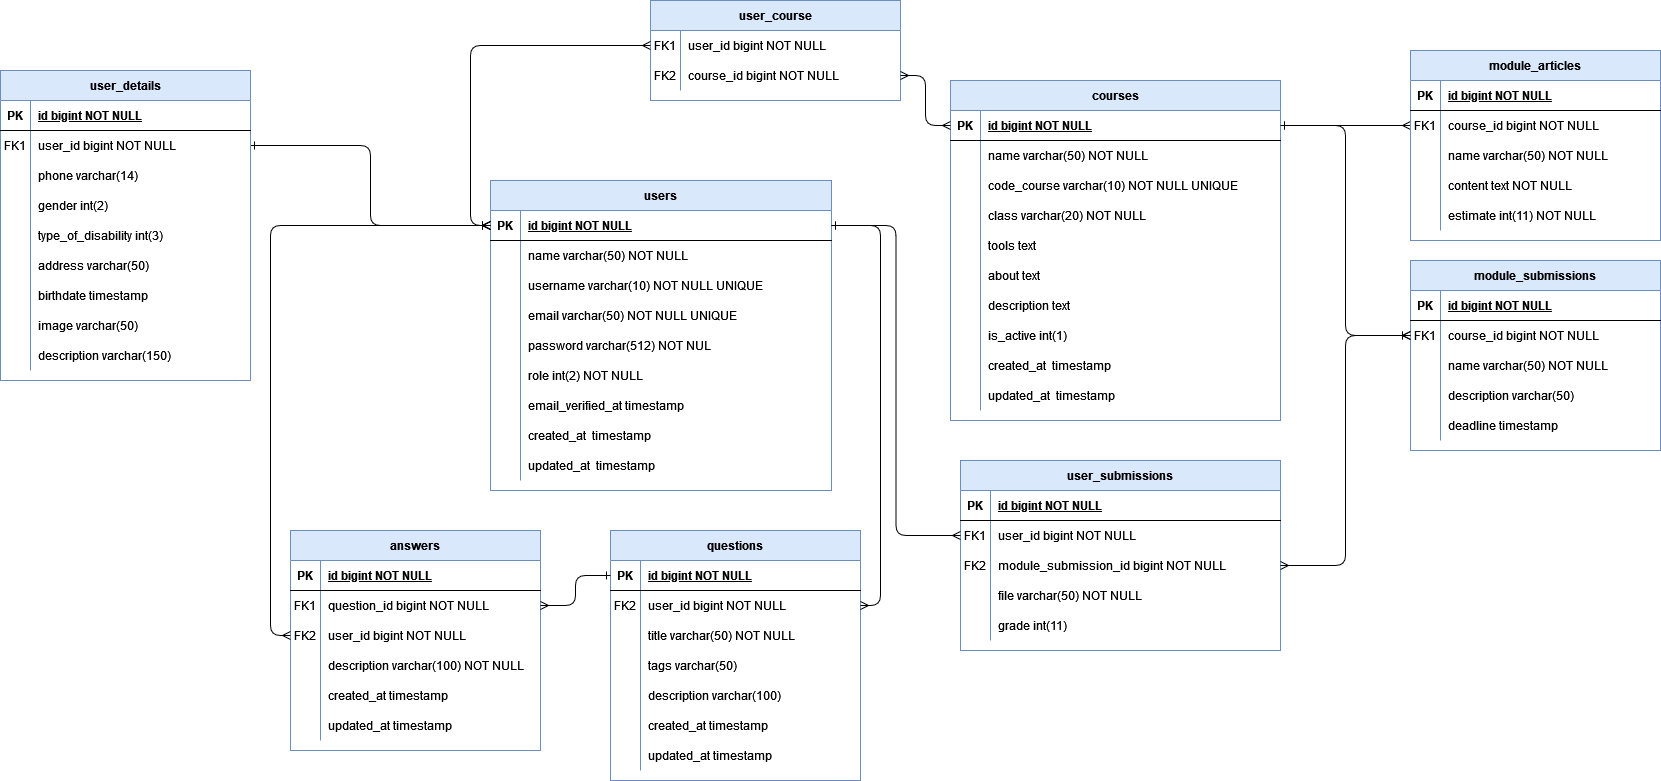 user_course
FK1 user_id bigint NOT NULL
FK2 course_id bigint NOT NULL
user_details
PK id bigint NOT NULL
FK1 user_id bigint NOT NULL
phone varchar(14)
gender int(2)
type_of_disability int(3)
address varchar(50)
birthdate timestamp
image varchar(50)
description varchar(150)
users
PK id bigint NOT NULL
name varchar(50) NOT NULL
username varchar(10) NOT NULL UNIQUE
email varchar(50) NOT NULL UNIQUE
password varchar(512) NOT NUL
role int(2) NOT NULL
email_verified_at timestamp
created_at timestamp
updated_at timestamp
courses
PK id bigint NOT NULL
name varchar(50) NOT NULL
code_course varchar(10) NOT NULL UNIQUE
class varchar(20) NOT NULL
tools text
about text
description text
is_active int(1)
created_at timestamp
updated_at timestamp
module_articles
PK id bigint NOT NULL
FK1 course_id bigint NOT NULL
name varchar(50) NOT NULL
content text NOT NULL
estimate int(11) NOT NULL
module_submissions
PK id bigint NOT NULL
FK1 course_id bigint NOT NULL
name varchar(50) NOT NULL
description varchar(50)
deadline timestamp
user_submissions
PK id bigint NOT NULL
FK1 user_id bigint NOT NULL
FK2 module_submission_id bigint NOT NULL
file varchar(50) NOT NULL
grade int(11)
answers
PK id bigint NOT NULL
FK1 question_id bigint NOT NULL
FK2 user_id bigint NOT NULL
description varchar(100) NOT NULL
created_at timestamp
updated_at timestamp
questions
PK id bigint NOT NULL
FK2 user_id bigint NOT NULL
title varchar(50) NOT NULL
tags varchar(50)
description varchar(100)
created_at timestamp
updated_at timestamp